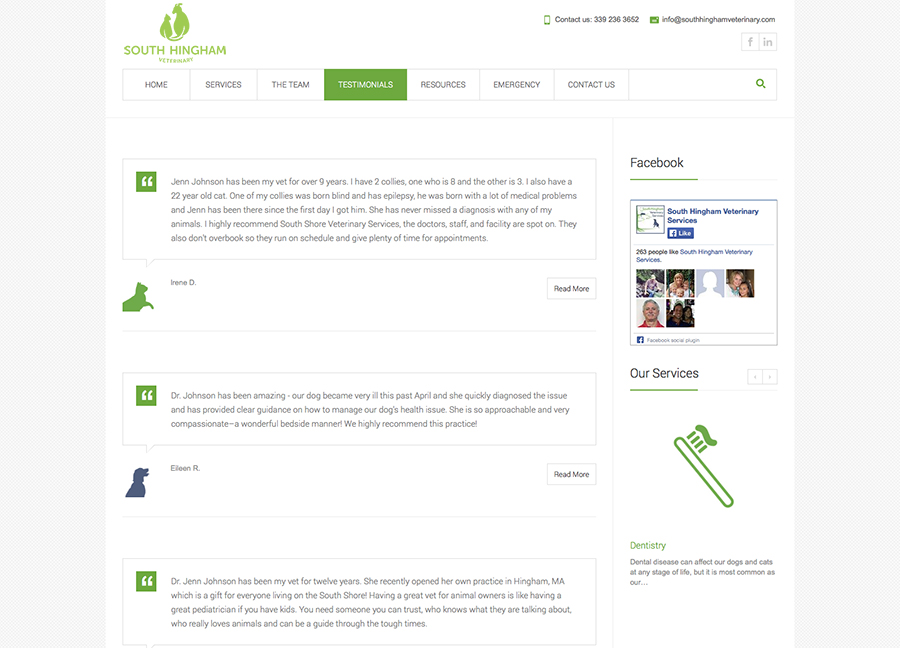 Contact us: 339 236 3652
info@southhinghamveterinary.com
SOUTH HINGHAM
VETERINARY
HOME
SERVICES
THE TEAM
TESTIMONIALS
RESOURCES
EMERGENCY
CONTACT US
Jenn Johnson has been my vet for over 9 years. I have 2 collies, one who is 8 and the other is 3. I also have a
22 year old cat. One of my collies was born blind and has epilepsy, he was born with a lot of medical problems
and Jenn has been there since the first day I got him. She has never missed a diagnosis with any of my
animals. I highly recommend South Shore Veterinary Services, the doctors, staff, and facility are spot on. They
also don't overbook so they run on schedule and give plenty of time for appointments.
Irene D.
Read More
Dr. Johnson has been amazing - our dog became very ill this past April and she quickly diagnosed the issue
and has provided clear guidance on how to manage our dog's health issue. She is so approachable and very
compassionate–a wonderful bedside manner! We highly recommend this practice!
Eileen R.
Read More
Dr. Jenn Johnson has been my vet for twelve years. She recently opened her own practice in Hingham, MA
which is a gift for everyone living on the South Shore! Having a great vet for animal owners is like having a
great pediatrician if you have kids. You need someone you can trust, who knows what they are talking about,
who really loves animals and can be a guide through the tough times.
Facebook
South Hingham Veterinary
Services
Like
263 people like South Hingham Veterinary
Services.
Facebook social plugin
Our Services
Dentistry
Dental disease can affect our dogs and cats
at any stage of life, but it is most common as
our...